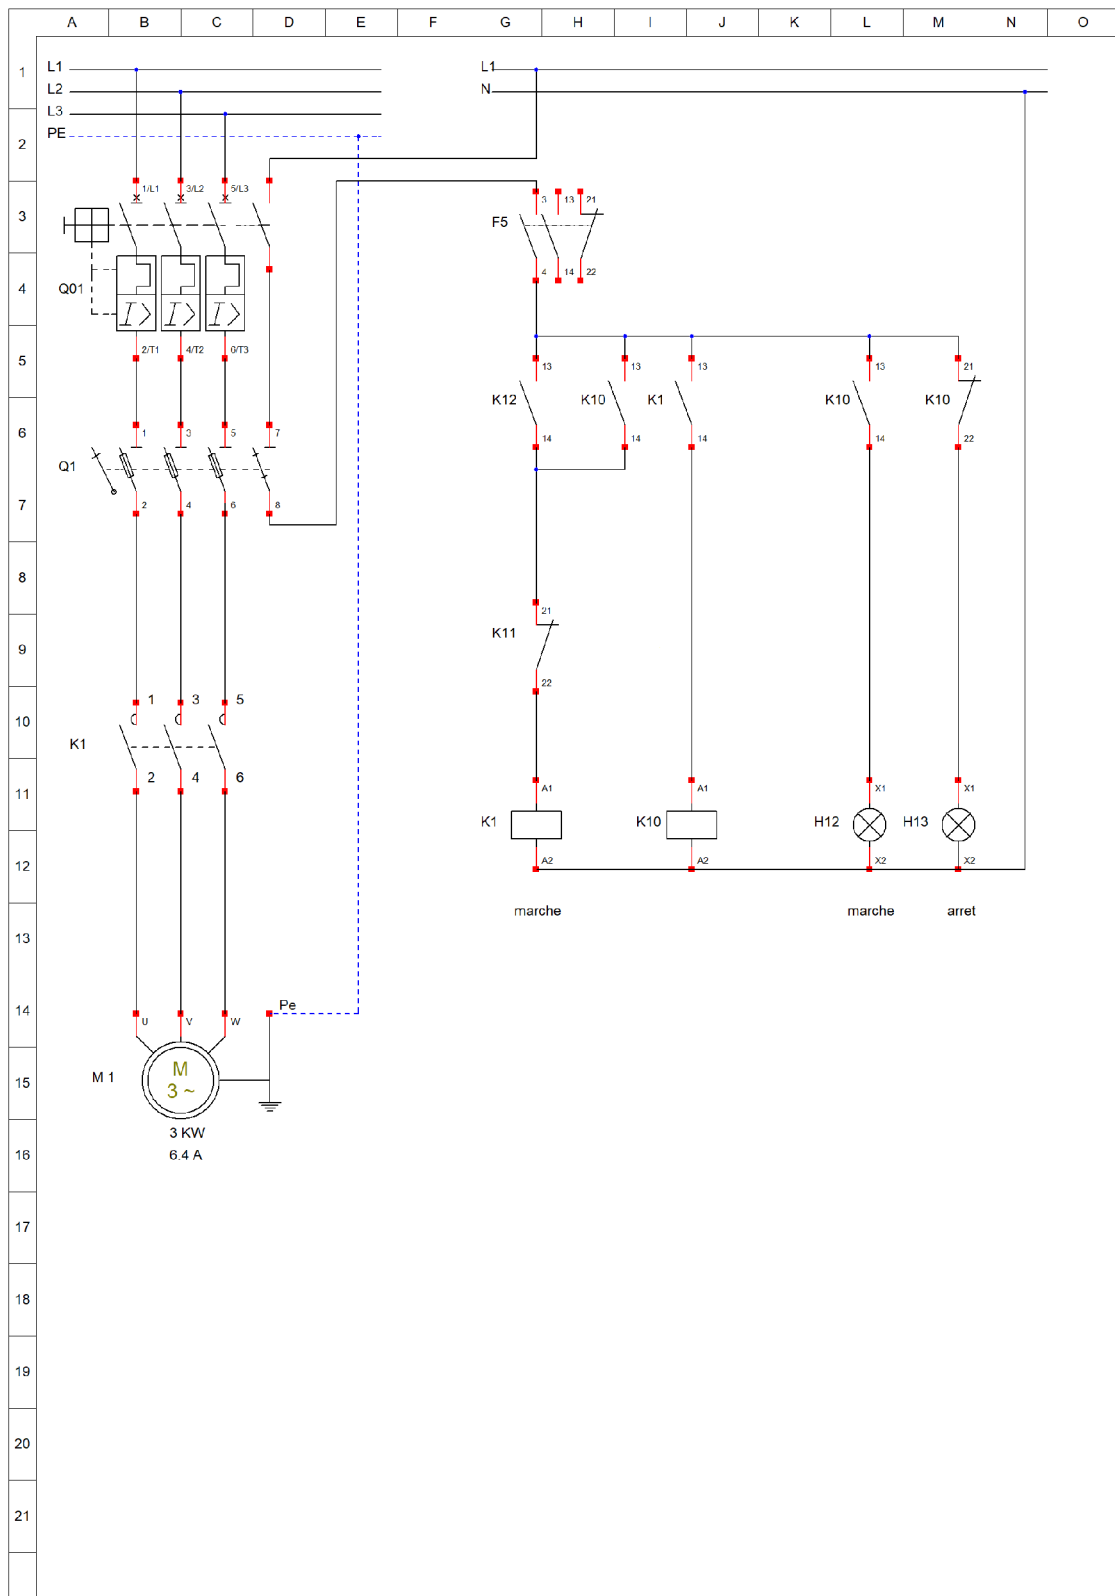 A B C D E F G H I J K L M N O
1 L1 L1
L2 N
L3
2 PE
1/L1 3/L2 5/L3 3 13 21
3 F5
4 Q01 4 14 22
5 2/T1 4/T2 6/T3 13 13 13 13 21
K12 K10 K1 K10 K10
6 1 3 5 7 14 14 14 14 22
Q1
7 2 4 6 8
8
21
9 K11
22
1 3 5
10 K1
2 4 6
11 A1 A1 X1 X1
K1 K10 H12 H13
12 A2 A2 X2 X2
marche marche arret
13
14 Pe
U V W
15 M 1 M
3 ~
3 KW
16 6.4 A
17
18
19
20
21